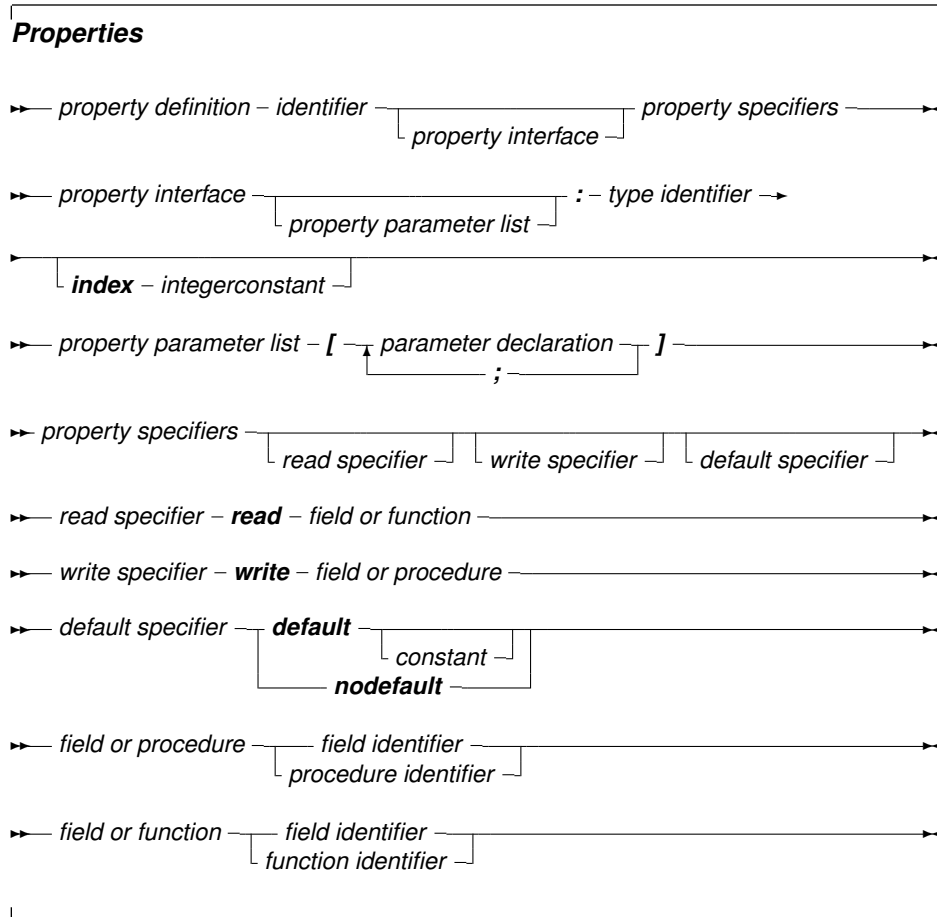 Properties
property definition – identifier property specifiers
property interface
property interface : – type identifier
property parameter list
index – integerconstant
property parameter list – [ parameter declaration ]
;
property specifiers
read specifier write specifier default specifier
read specifier – read – field or function
write specifier – write – field or procedure
default specifier default
constant
nodefault
field or procedure field identifier
procedure identifier
field or function field identifier
function identifier